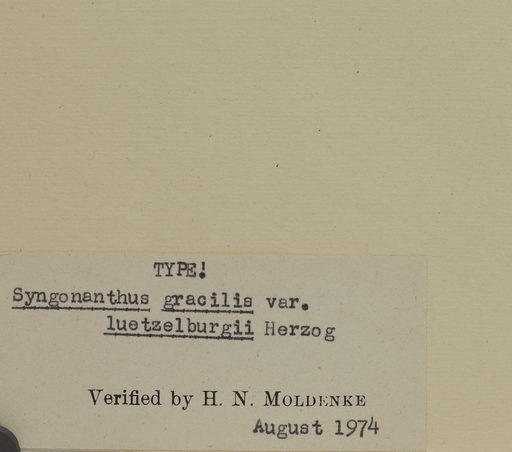 TYPE!
Syngonanthus gracilis var.
luetzelburgii Herzog
Verified by H. N. MOLDENKE
August 1974